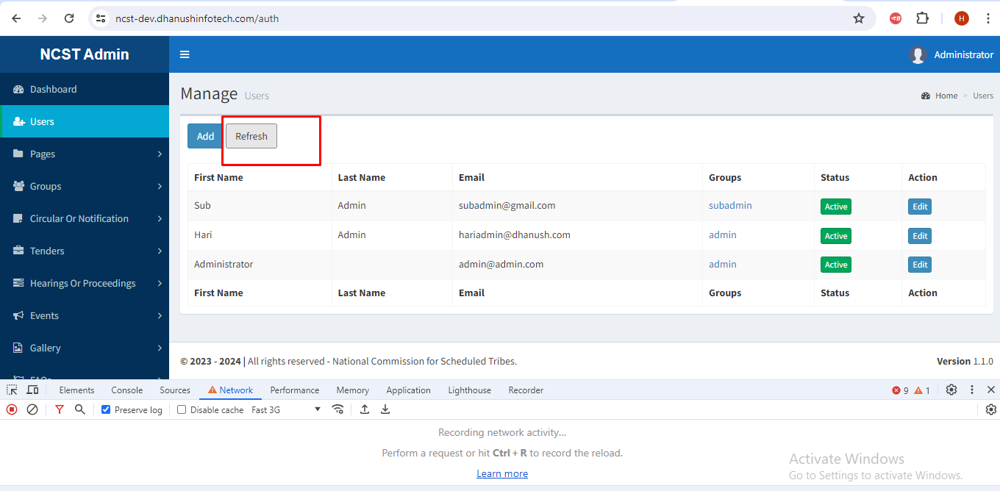 ncst-dev.dhanushinfotech.com/auth
H
NCST Admin
Administrator
Dashboard
Users
Pages
Groups
Circular Or Notification
Tenders
Hearings Or Proceedings
Events
Gallery
FAQs
Manage Users
Home > Users
Add Refresh
First Name Last Name Email Groups Status Action
Sub Admin subadmin@gmail.com subadmin Active Edit
Hari Admin hariadmin@dhanush.com admin Active Edit
Administrator admin@admin.com admin Active Edit
First Name Last Name Email Groups Status Action
© 2023 - 2024 | All rights reserved - National Commission for Scheduled Tribes.
Version 1.1.0
Elements Console Sources Network Performance Memory Application Lighthouse Recorder 9 1
Preserve log Disable cache Fast 3G
Recording network activity...
Perform a request or hit Ctrl + R to record the reload.
Learn more
Activate Windows
Go to Settings to activate Windows.